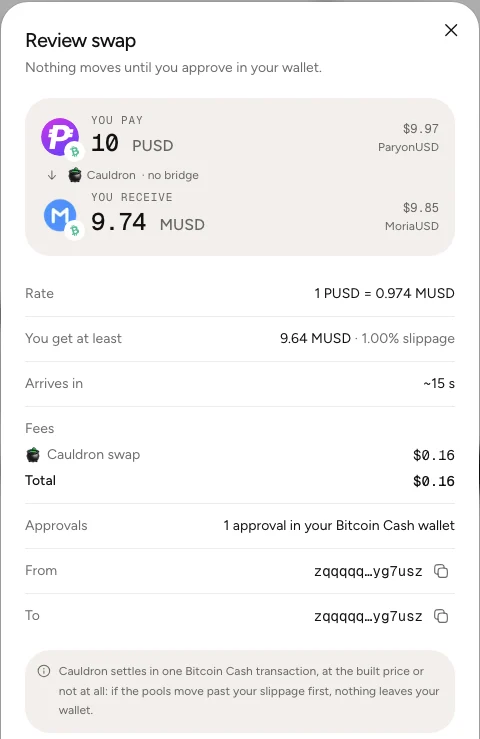 Review swap
Nothing moves until you approve in your wallet.
YOU PAY
10 PUSD
$9.97
ParyonUSD
↓ Cauldron · no bridge
YOU RECEIVE
9.74 MUSD
$9.85
MoriaUSD
Rate
1 PUSD = 0.974 MUSD
You get at least
9.64 MUSD · 1.00% slippage
Arrives in
~15 s
Fees
Cauldron swap
$0.16
Total
$0.16
Approvals
1 approval in your Bitcoin Cash wallet
From
zqqqqq…yg7usz
To
zqqqqq…yg7usz
Cauldron settles in one Bitcoin Cash transaction, at the built price or
not at all: if the pools move past your slippage first, nothing leaves your
wallet.